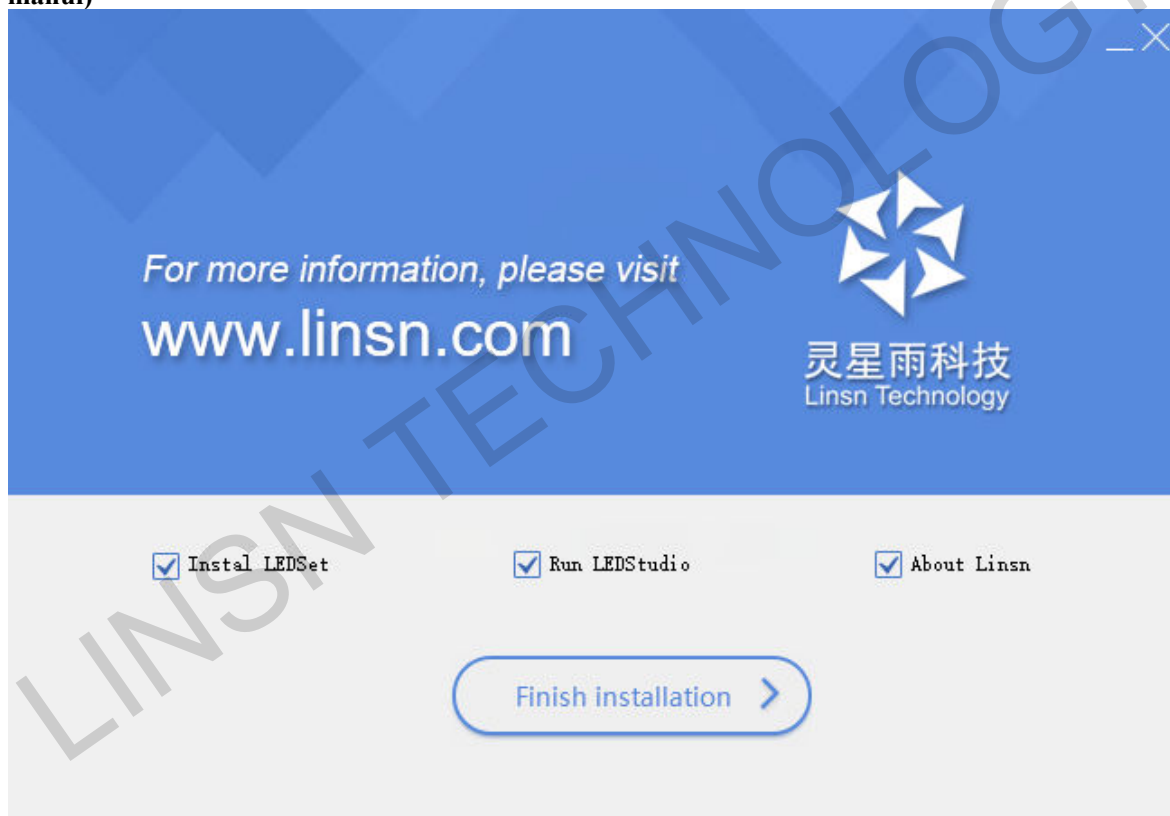 manul)
For more information, please visit
www.linsn.com
灵星雨科技
Linsn Technology
Instal LEDSet
Run LEDStudio
About Linsn
Finish installation
LINSN TECHNOLOG